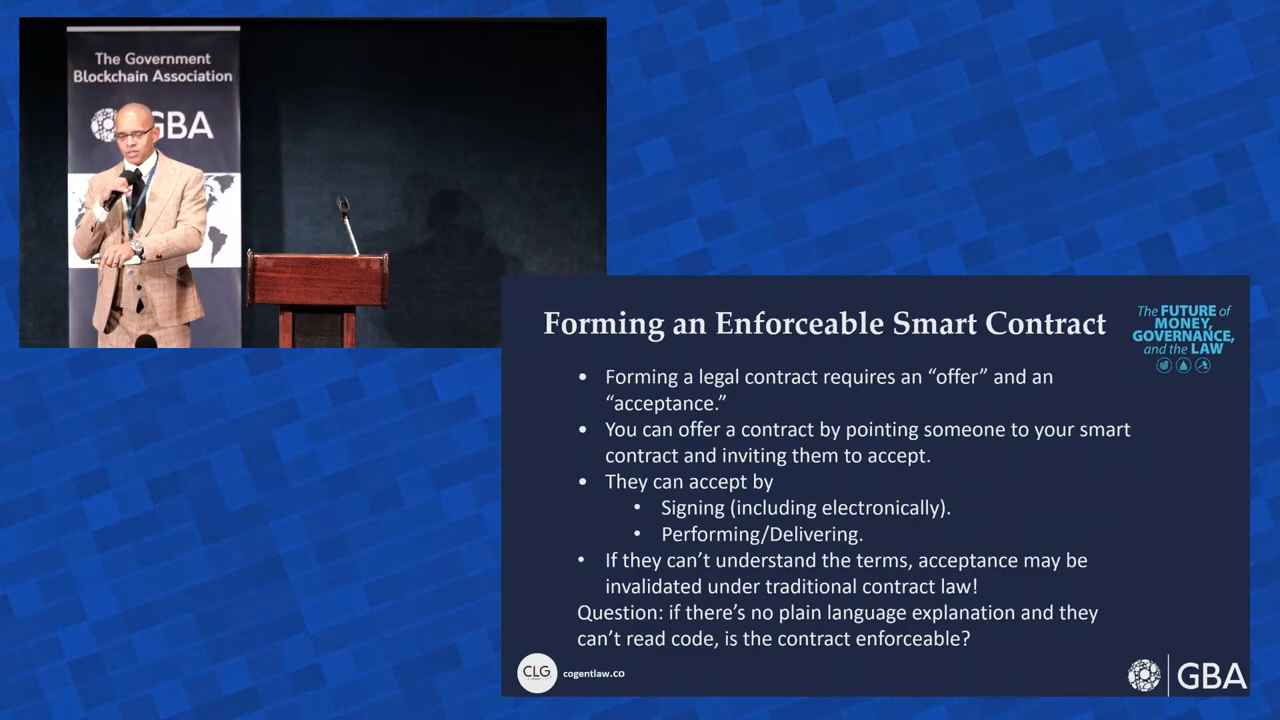 The Government
Blockchain Association
GBA
Forming an Enforceable Smart Contract
The FUTURE of
MONEY,
GOVERNANCE,
and the LAW
• Forming a legal contract requires an “offer” and an
“acceptance.”
• You can offer a contract by pointing someone to your smart
contract and inviting them to accept.
• They can accept by
• Signing (including electronically).
• Performing/Delivering.
• If they can’t understand the terms, acceptance may be
invalidated under traditional contract law!
Question: if there’s no plain language explanation and they
can’t read code, is the contract enforceable?
CLG
cogentlaw.co
GBA